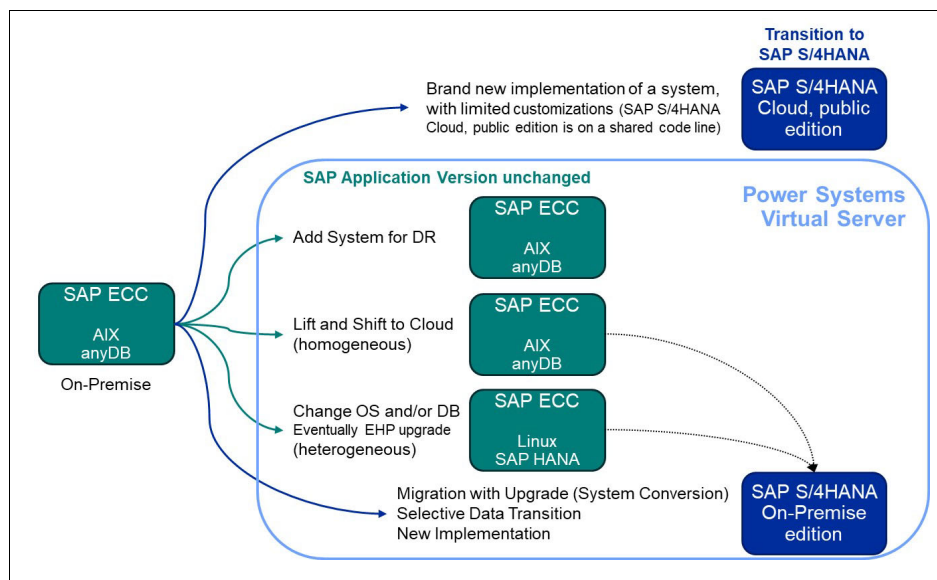 Transition to
SAP S/4HANA
Brand new implementation of a system,
with limited customizations (SAP S/4HANA
Cloud, public edition is on a shared code line)
SAP S/4HANA
Cloud, public
edition
SAP Application Version unchanged
Power Systems
Virtual Server
Add System for DR
SAP ECC
AIX
anyDB
SAP ECC
AIX
anyDB
On-Premise
Lift and Shift to Cloud
(homogeneous)
SAP ECC
AIX
anyDB
Change OS and/or DB
Eventually EHP upgrade
(heterogeneous)
SAP ECC
Linux
SAP HANA
Migration with Upgrade (System Conversion)
Selective Data Transition
New Implementation
SAP S/4HANA
On-Premise
edition